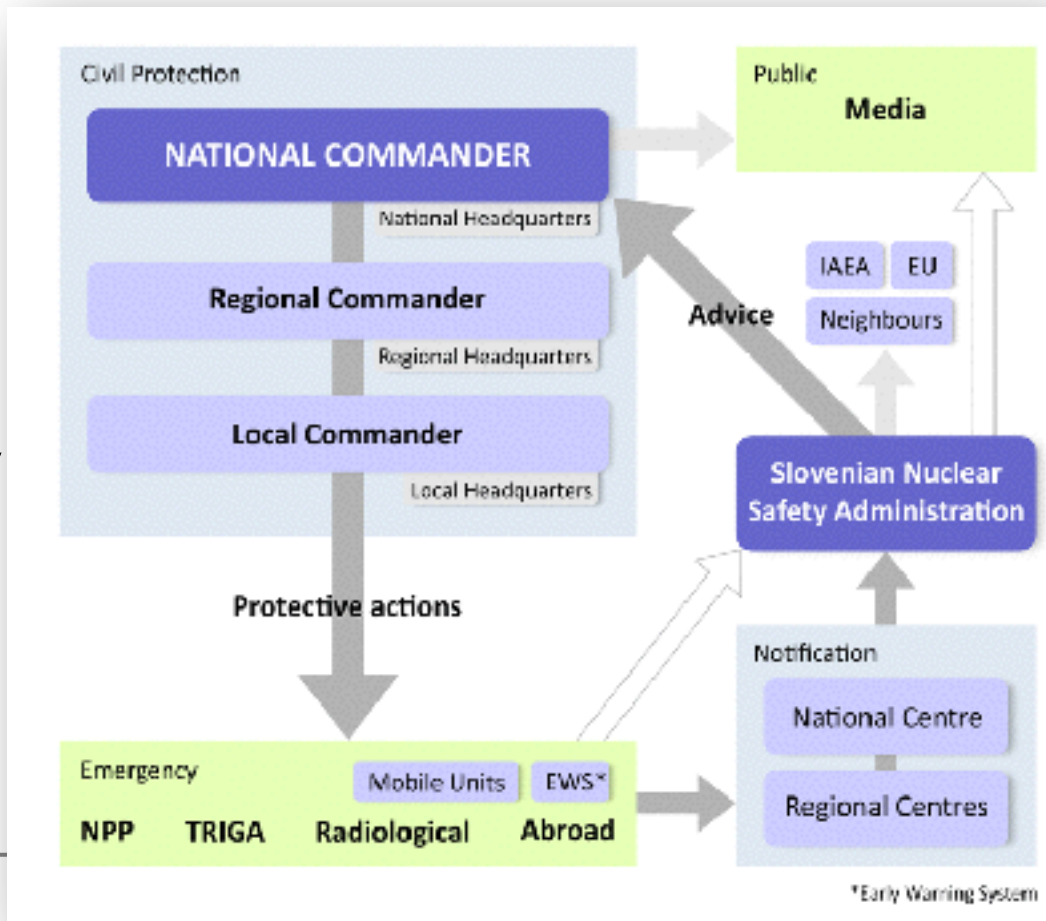 Civil Protection
NATIONAL COMMANDER
National Headquarters
Regional Commander
Regional Headquarters
Local Commander
Local Headquarters
Public
Media
IAEA
EU
Neighbours
Advice
Slovenian Nuclear
Safety Administration
Protective actions
Notification
National Centre
Regional Centres
Emergency
Mobile Units
EWS*
NPP
TRIGA
Radiological
Abroad
*Early Warning System